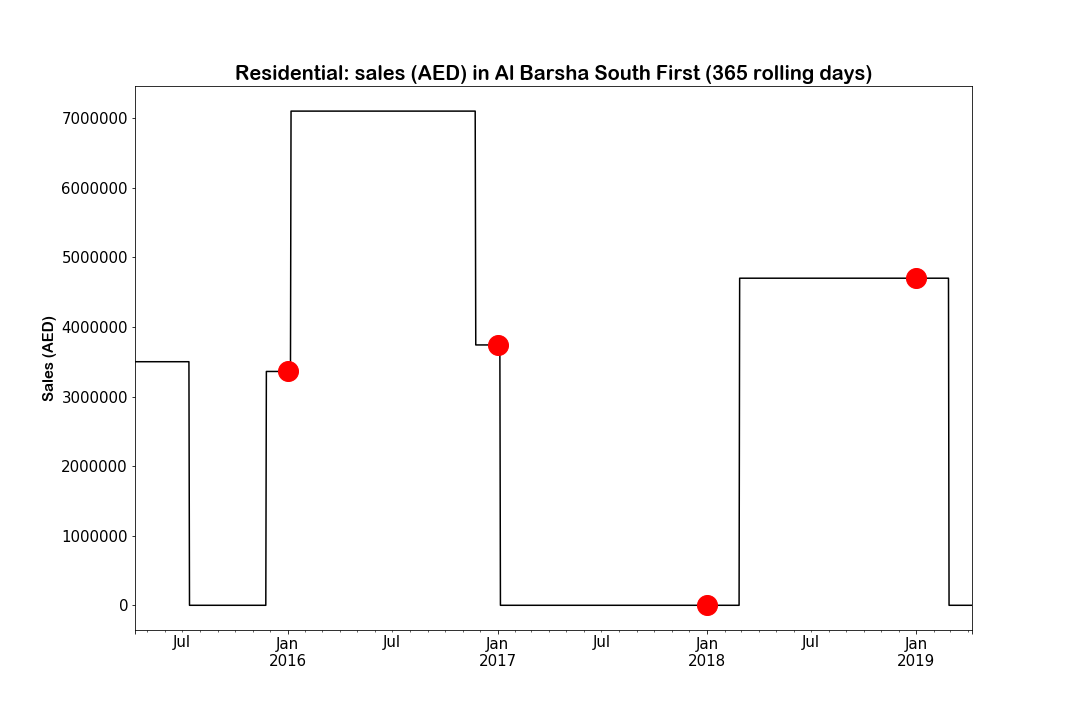 Residential: sales (AED) in Al Barsha South First (365 rolling days)
7000000
6000000
5000000
4000000
3000000
2000000
1000000
0
Sales (AED)
Jul
Jan
2016
Jul
Jan
2017
Jul
Jan
2018
Jul
Jan
2019